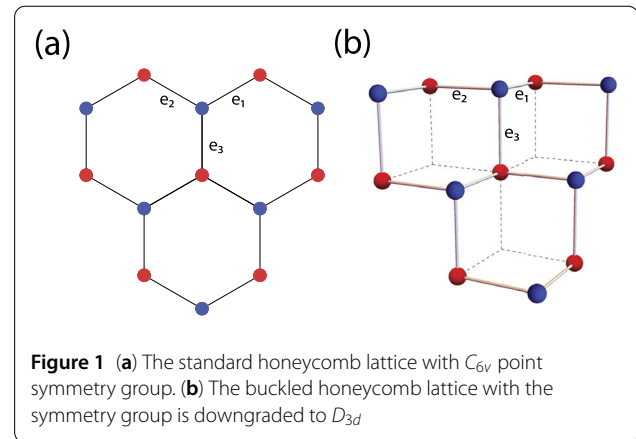 (a)
(b)
e₂
e₁
e₃
e₂
e₁
e₃
Figure 1 (a) The standard honeycomb lattice with C₆ᵥ point
symmetry group. (b) The buckled honeycomb lattice with the
symmetry group is downgraded to D₃d